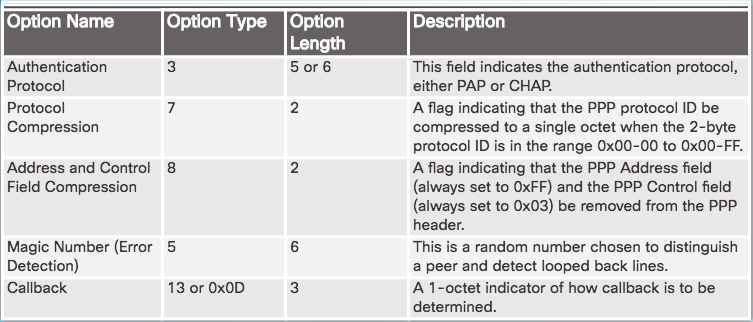 Option Name Option Type Option Length Description
Authentication Protocol 3 5 or 6 This field indicates the authentication protocol, either PAP or CHAP.
Protocol Compression 7 2 A flag indicating that the PPP protocol ID be compressed to a single octet when the 2-byte protocol ID is in the range 0x00-00 to 0x00-FF.
Address and Control Field Compression 8 2 A flag indicating that the PPP Address field (always set to 0xFF) and the PPP Control field (always set to 0x03) be removed from the PPP header.
Magic Number (Error Detection) 5 6 This is a random number chosen to distinguish a peer and detect looped back lines.
Callback 13 or 0x0D 3 A 1-octet indicator of how callback is to be determined.